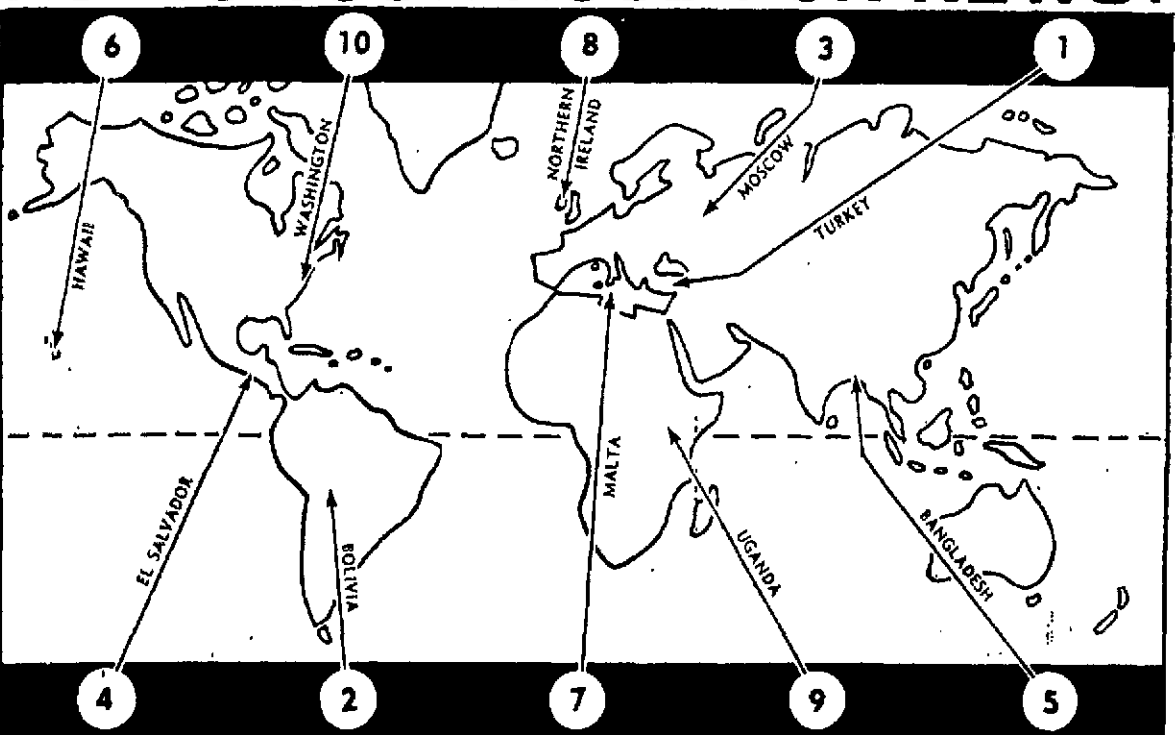 6
10
8
3
1
HAWAII
WASHINGTON
NORTHERN
IRELAND
MOSCOW
TURKEY
EL SALVADOR
BOLIVIA
MALTA
UGANDA
BANGLADESH
4
2
7
9
5